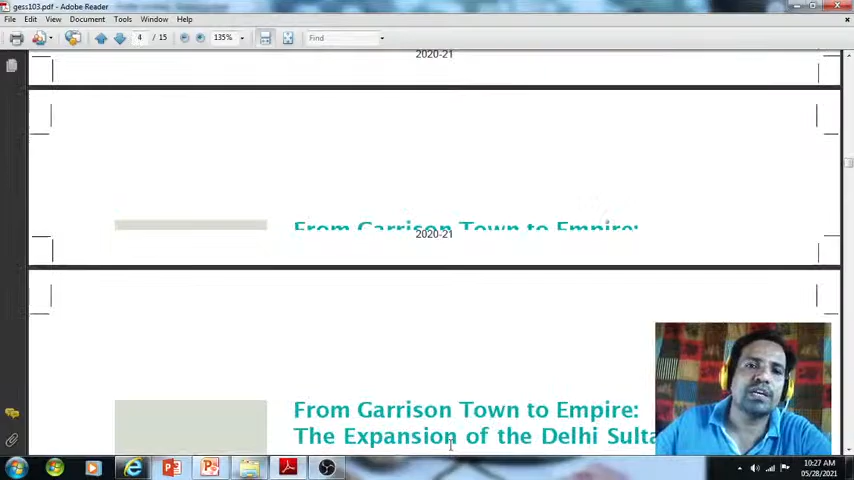 gess103.pdf - Adobe Reader
File Edit View Document Tools Window Help
4 / 15 135% Find
2020-21
From Garrison Town to Empire:
2020-21
From Garrison Town to Empire:
The Expansion of the Delhi Sulta
10:27 AM
05/28/2021